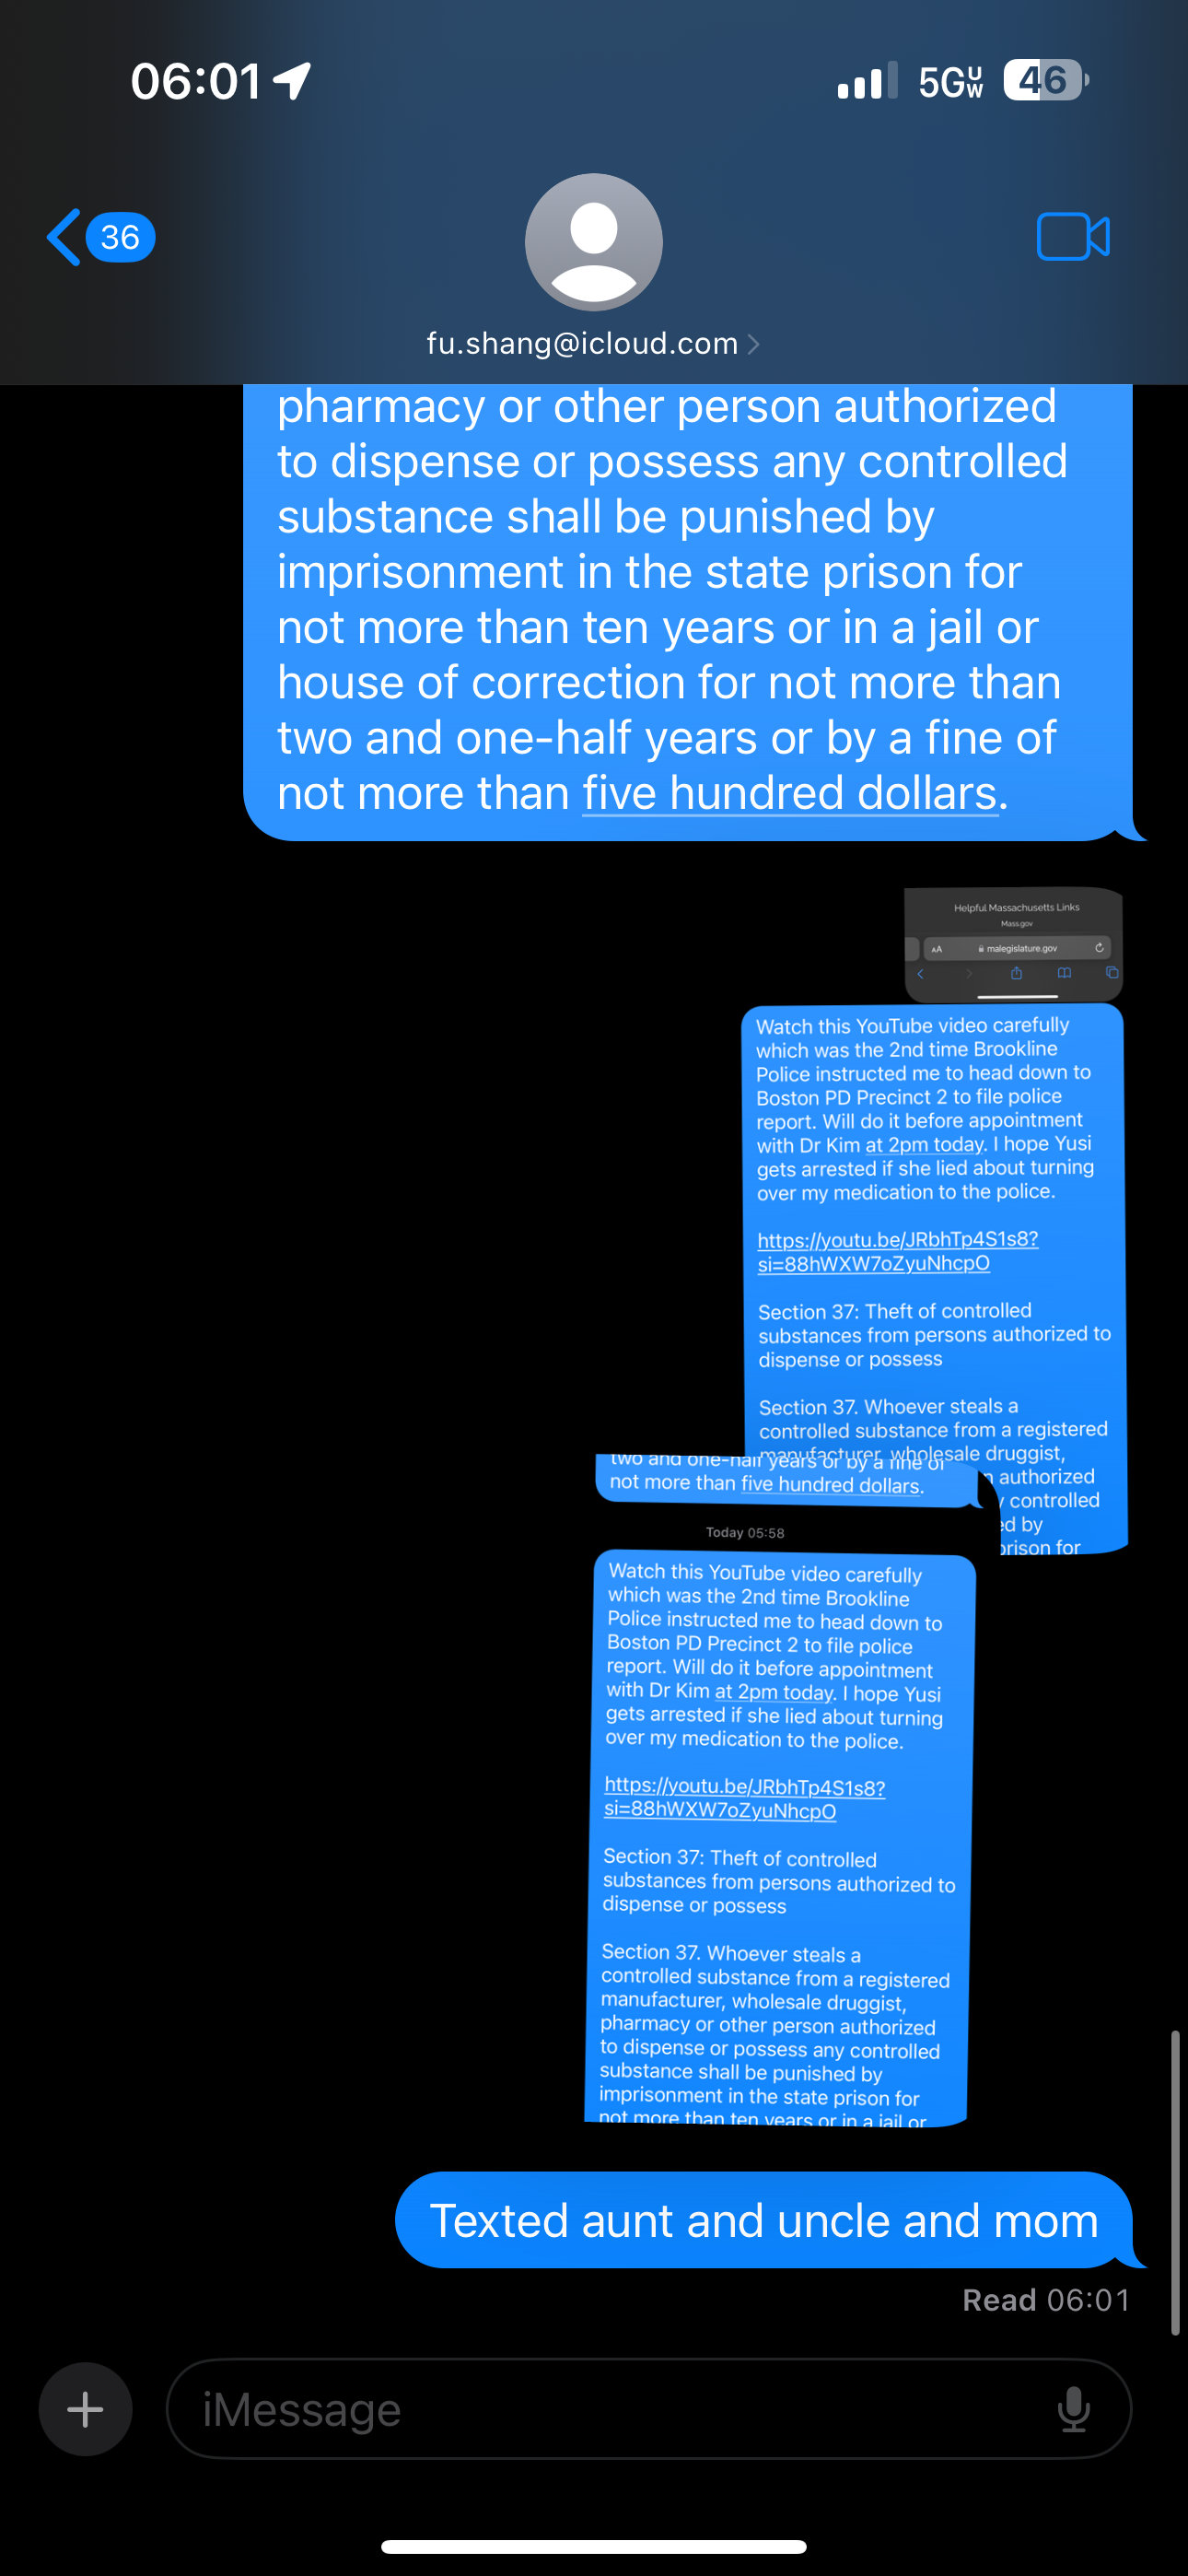 06:01
5GUW
46
36
fu.shang@icloud.com
pharmacy or other person authorized
to dispense or possess any controlled
substance shall be punished by
imprisonment in the state prison for
not more than ten years or in a jail or
house of correction for not more than
two and one-half years or by a fine of
not more than five hundred dollars.
Helpful Massachusetts Links
Mass.gov
AA malegislature.gov
Watch this YouTube video carefully
which was the 2nd time Brookline
Police instructed me to head down to
Boston PD Precinct 2 to file police
report. Will do it before appointment
with Dr Kim at 2pm today. I hope Yusi
gets arrested if she lied about turning
over my medication to the police.
https://youtu.be/JRbhTp4S1s8?
si=88hWXW7oZyuNhcpO
Section 37: Theft of controlled
substances from persons authorized to
dispense or possess
Section 37. Whoever steals a
controlled substance from a registered
manufacturer, wholesale druggist,
n authorized
y controlled
ed by
prison for
two and one-half years or by a fine of
not more than five hundred dollars.
Today 05:58
Watch this YouTube video carefully
which was the 2nd time Brookline
Police instructed me to head down to
Boston PD Precinct 2 to file police
report. Will do it before appointment
with Dr Kim at 2pm today. I hope Yusi
gets arrested if she lied about turning
over my medication to the police.
https://youtu.be/JRbhTp4S1s8?
si=88hWXW7oZyuNhcpO
Section 37: Theft of controlled
substances from persons authorized to
dispense or possess
Section 37. Whoever steals a
controlled substance from a registered
manufacturer, wholesale druggist,
pharmacy or other person authorized
to dispense or possess any controlled
substance shall be punished by
imprisonment in the state prison for
not more than ten years or in a jail or
Texted aunt and uncle and mom
Read 06:01
iMessage